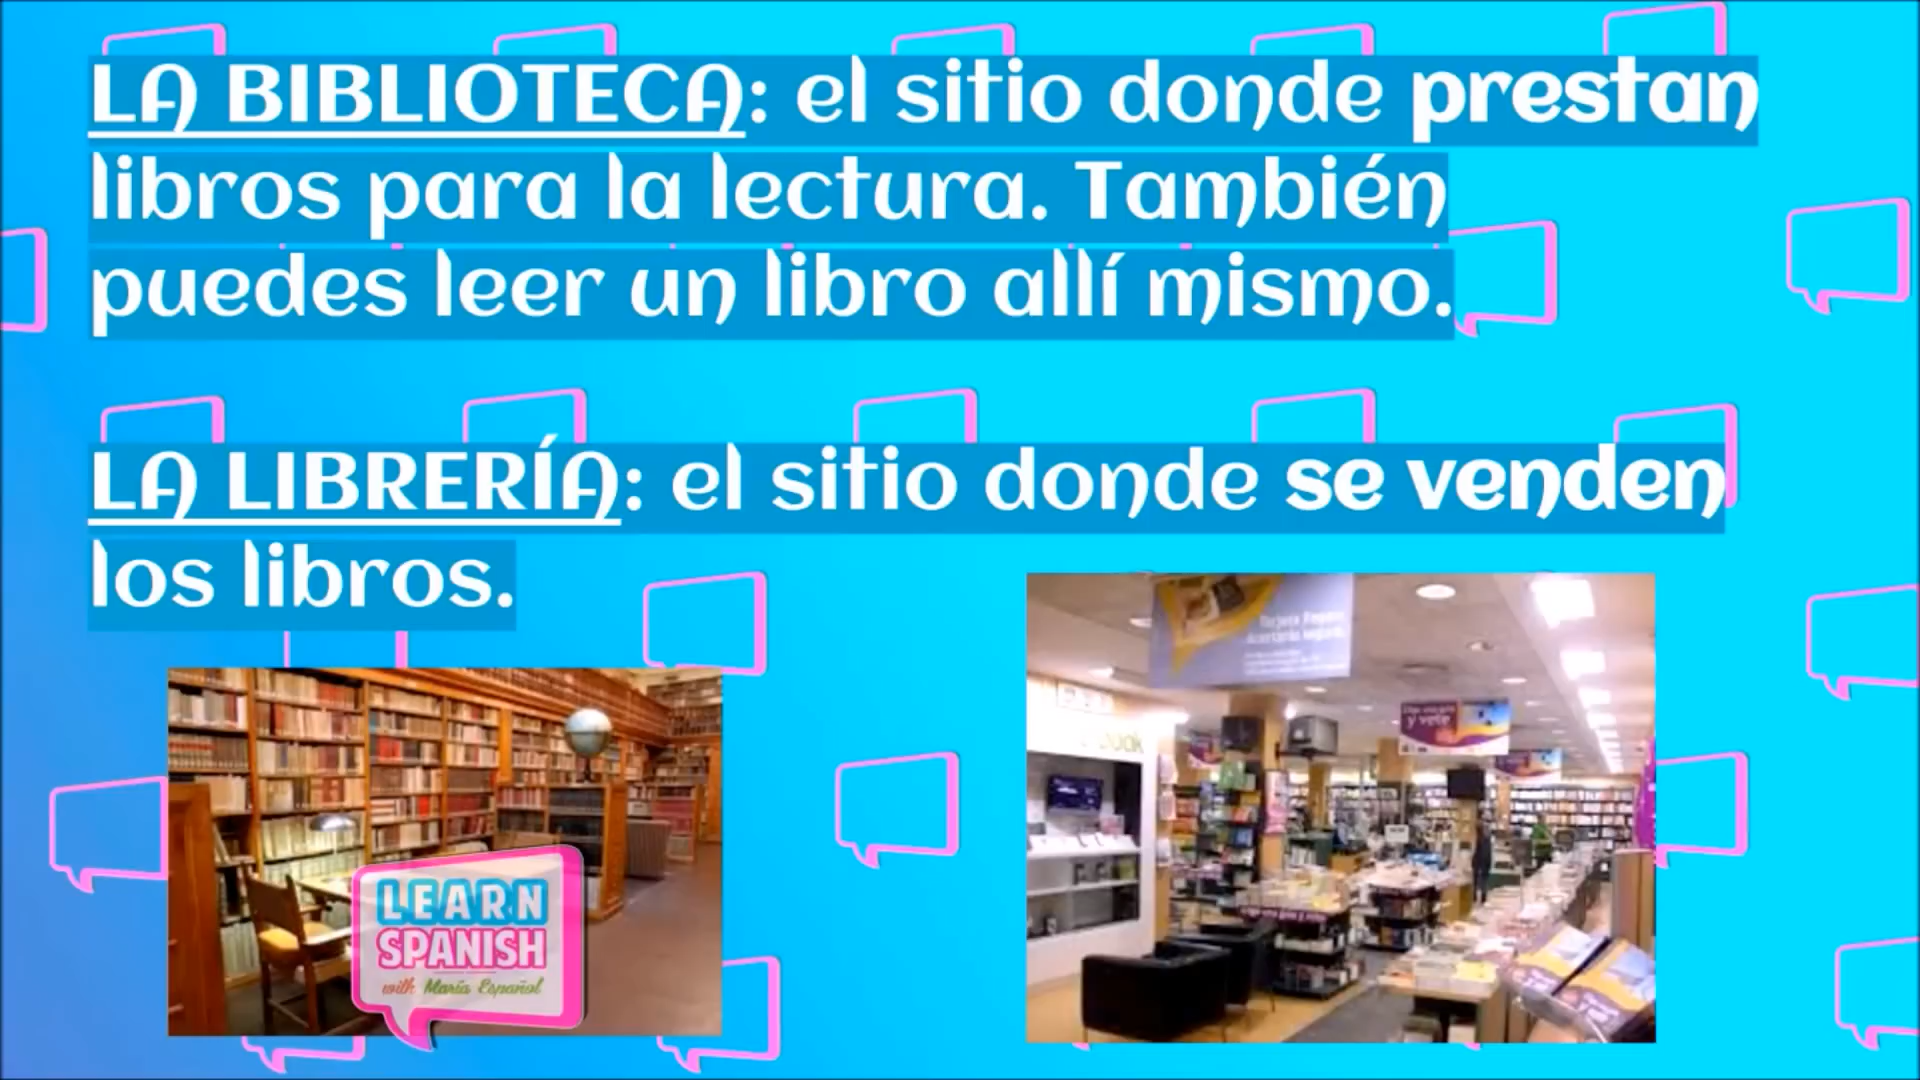 LA BIBLIOTECA: el sitio donde prestan
libros para la lectura. También
puedes leer un libro allí mismo.
LA LIBRERÍA: el sitio donde se venden
los libros.
LEARN
SPANISH
with María Español
y vete